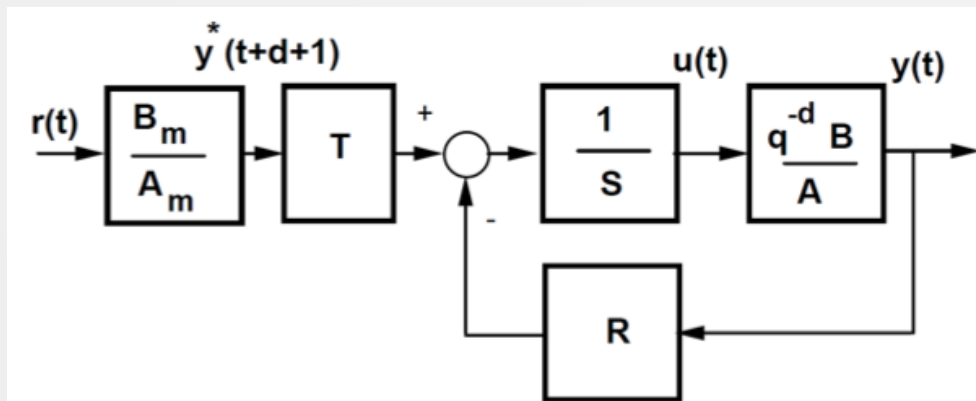 y*(t+d+1)
r(t)
B_m
A_m
T
+
-
1
S
u(t)
q^-d B
A
y(t)
R